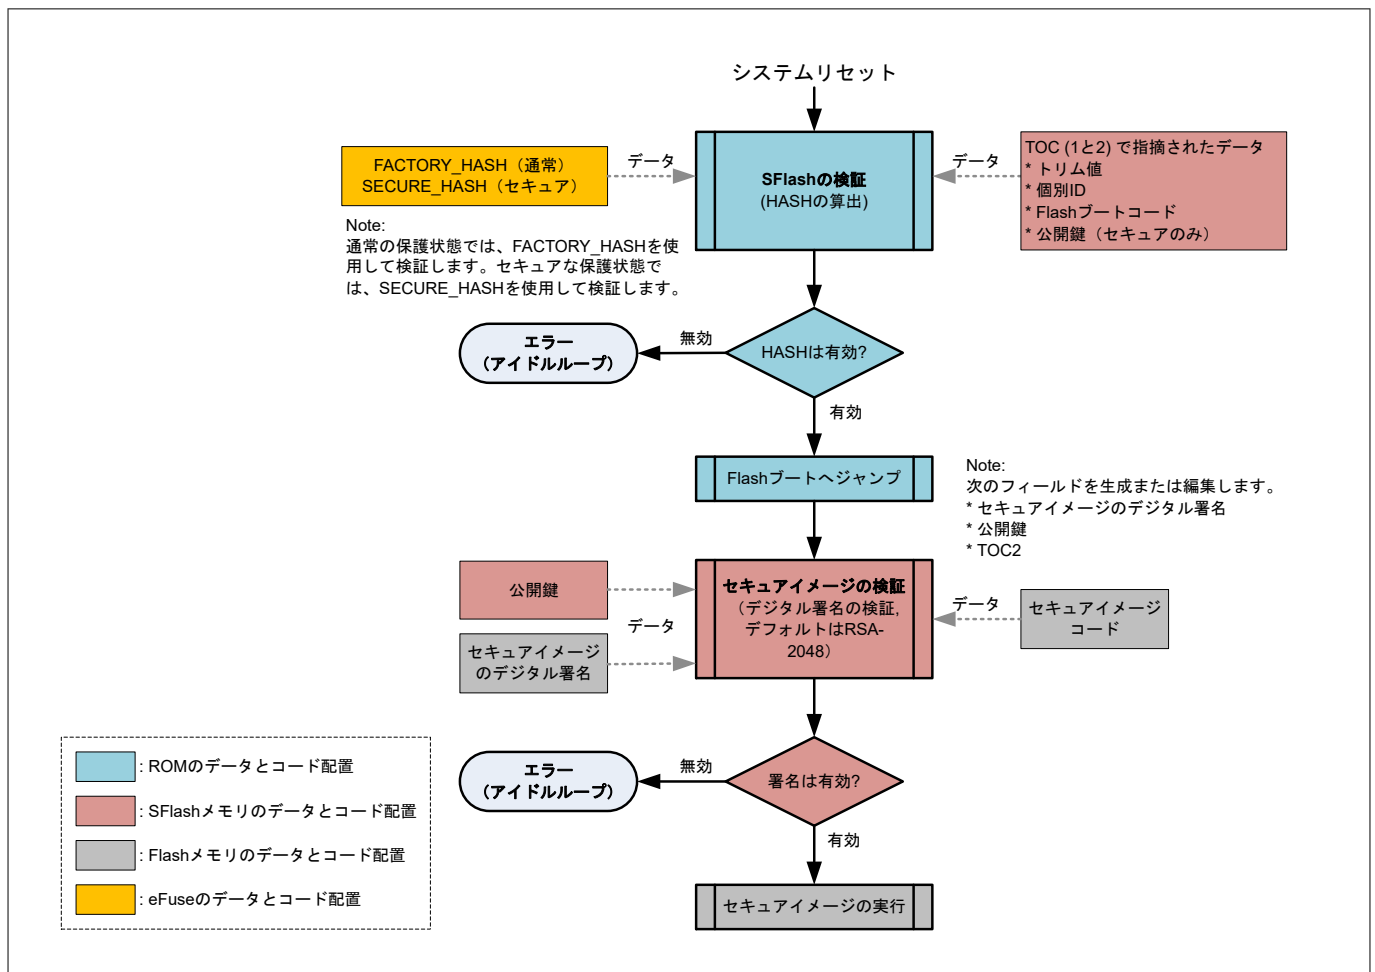 システムリセット
FACTORY_HASH（通常）
SECURE_HASH（セキュア）
データ
SFlashの検証
(HASHの算出)
データ
TOC (1と2) で指摘されたデータ
* トリム値
* 個別ID
* Flashブートコード
* 公開鍵（セキュアのみ）
Note:
通常の保護状態では、FACTORY_HASHを使
用して検証します。セキュアな保護状態で
は、SECURE_HASHを使用して検証します。
エラー
（アイドルループ）
無効
HASHは有効?
有効
Flashブートへジャンプ
Note:
次のフィールドを生成または編集します。
* セキュアイメージのデジタル署名
* 公開鍵
* TOC2
公開鍵
データ
セキュアイメージ
のデジタル署名
セキュアイメージの検証
（デジタル署名の検証,
デフォルトはRSA-
2048）
データ
セキュアイメージ
コード
エラー
（アイドルループ）
無効
署名は有効?
有効
セキュアイメージの実行
: ROMのデータとコード配置
: SFlashメモリのデータとコード配置
: Flashメモリのデータとコード配置
: eFuseのデータとコード配置